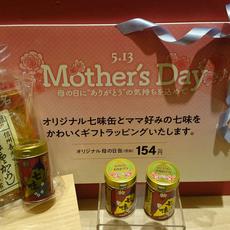 5.13
Mother's Day
母の日に"ありがとう"の気持ちを込めて
オリジナル七味缶とママ好みの七味を
かわいくギフトラッピングいたします。
オリジナル母の日缶(空缶) 154円